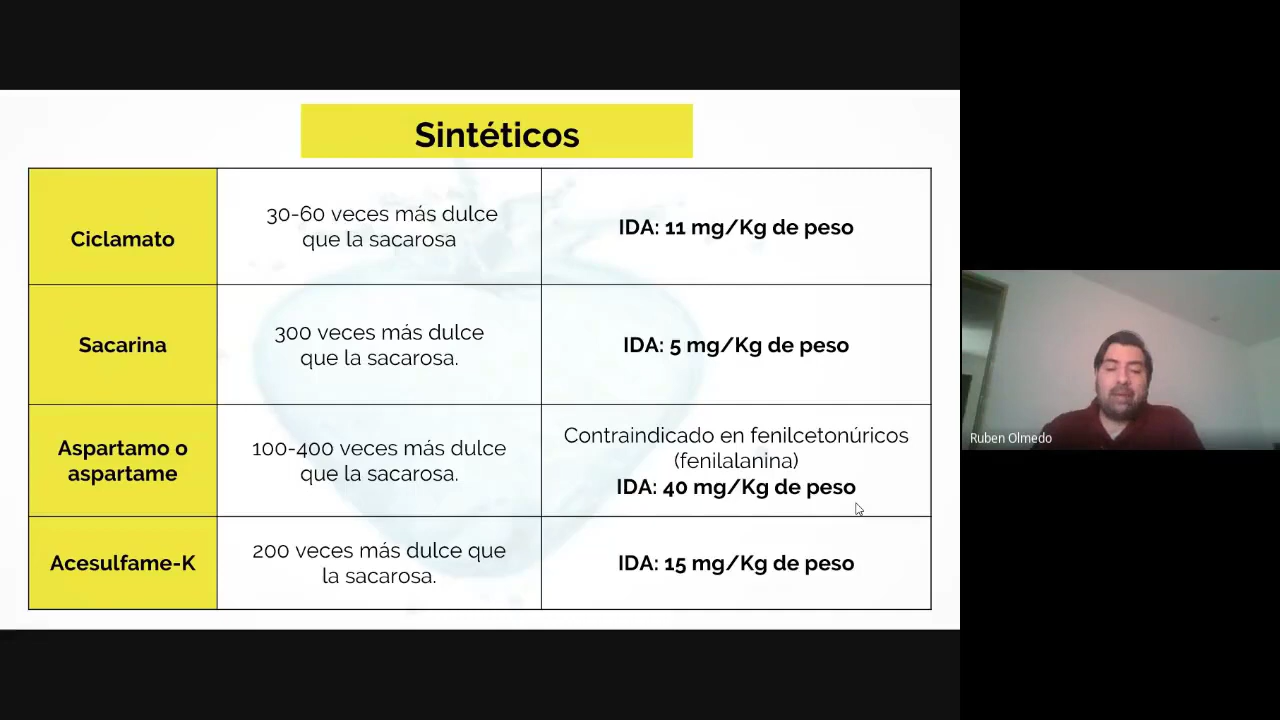 Sintéticos
Ciclamato
30-60 veces más dulce
que la sacarosa
IDA: 11 mg/Kg de peso
Sacarina
300 veces más dulce
que la sacarosa.
IDA: 5 mg/Kg de peso
Aspartamo o
aspartame
100-400 veces más dulce
que la sacarosa.
Contraindicado en fenilcetonúricos
(fenilalanina)
IDA: 40 mg/Kg de peso
Acesulfame-K
200 veces más dulce que
la sacarosa.
IDA: 15 mg/Kg de peso
Ruben Olmedo